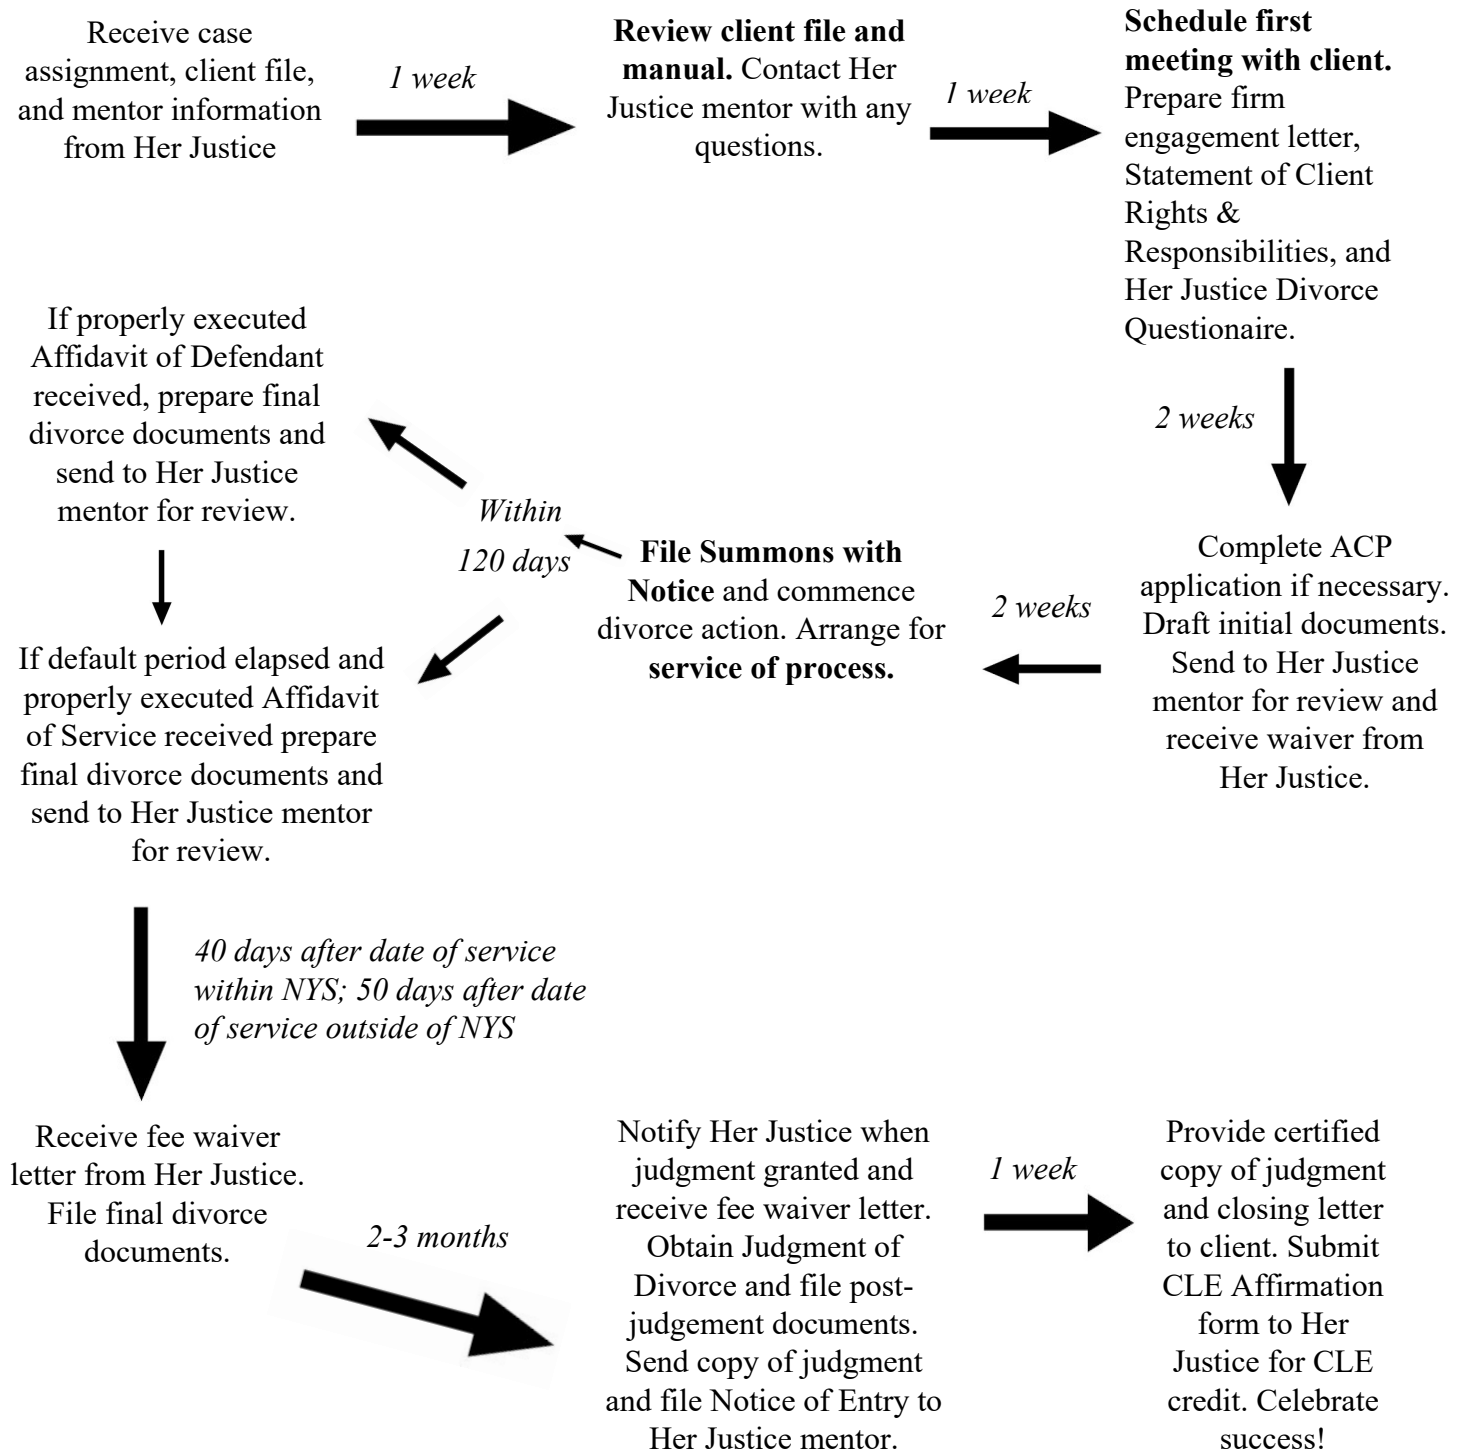 Receive case
assignment, client file,
and mentor information
from Her Justice
1 week
Review client file and
manual. Contact Her
Justice mentor with any
questions.
1 week
Schedule first
meeting with client.
Prepare firm
engagement letter,
Statement of Client
Rights &
Responsibilities, and
Her Justice Divorce
Questionaire.
2 weeks
Complete ACP
application if necessary.
Draft initial documents.
Send to Her Justice
mentor for review and
receive waiver from
Her Justice.
2 weeks
File Summons with
Notice and commence
divorce action. Arrange for
service of process.
Within
120 days
If properly executed
Affidavit of Defendant
received, prepare final
divorce documents and
send to Her Justice
mentor for review.
If default period elapsed and
properly executed Affidavit
of Service received prepare
final divorce documents and
send to Her Justice mentor
for review.
40 days after date of service
within NYS; 50 days after date
of service outside of NYS
Receive fee waiver
letter from Her Justice.
File final divorce
documents.
2-3 months
Notify Her Justice when
judgment granted and
receive fee waiver letter.
Obtain Judgment of
Divorce and file post-
judgement documents.
Send copy of judgment
and file Notice of Entry to
Her Justice mentor.
1 week
Provide certified
copy of judgment
and closing letter
to client. Submit
CLE Affirmation
form to Her
Justice for CLE
credit. Celebrate
success!